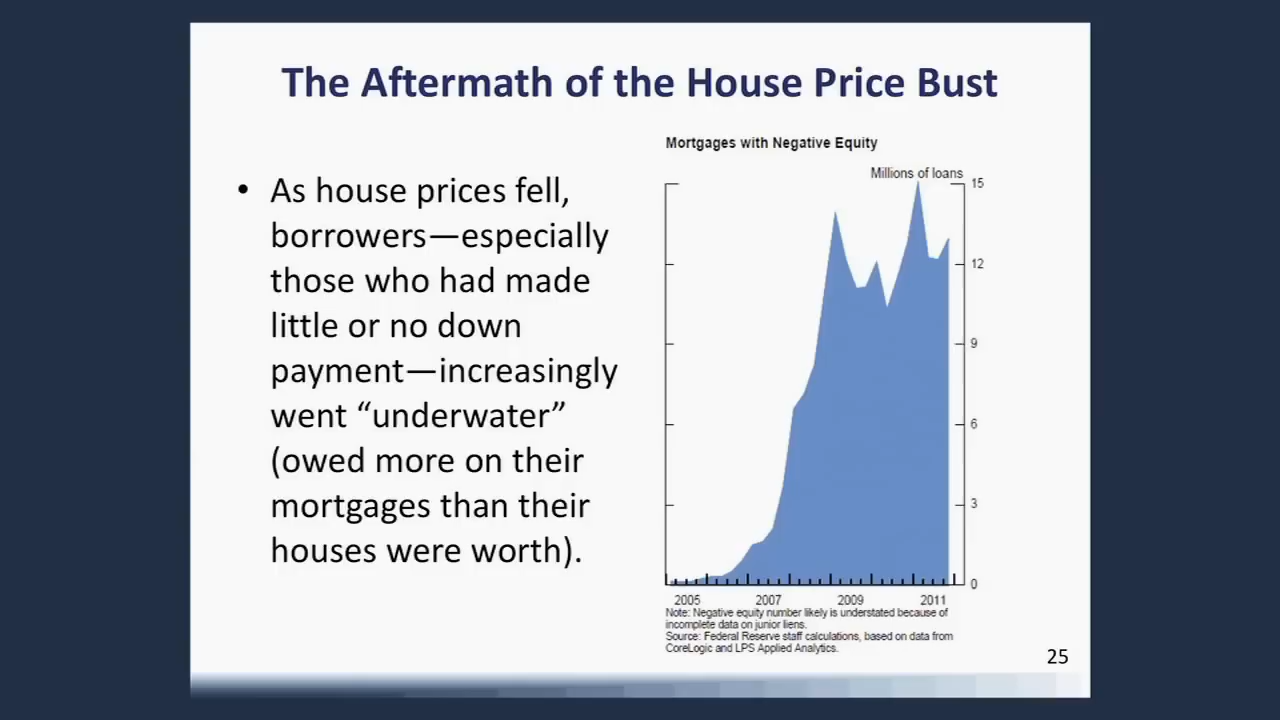 The Aftermath of the House Price Bust
• As house prices fell,
borrowers—especially
those who had made
little or no down
payment—increasingly
went “underwater”
(owed more on their
mortgages than their
houses were worth).
Mortgages with Negative Equity
Millions of loans
15
12
9
6
3
0
2005 2007 2009 2011
Note: Negative equity number likely is understated because of
incomplete data on junior liens.
Source: Federal Reserve staff calculations, based on data from
CoreLogic and LPS Applied Analytics.
25